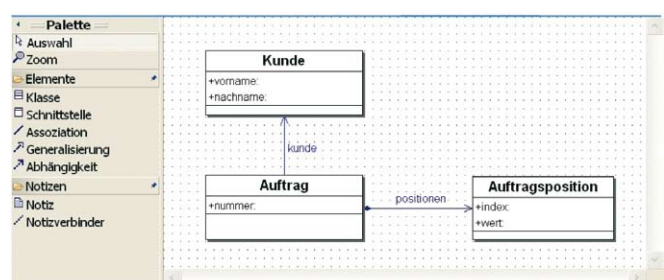 Palette
Auswahl
Zoom
Elemente
Klasse
Schnittstelle
Assoziation
Generalisierung
Abhängigkeit
Notizen
Notiz
Notizverbinder
Kunde
+vorname:
+nachname:
kunde
Auftrag
+nummer:
positionen
Auftragsposition
+index:
+wert: